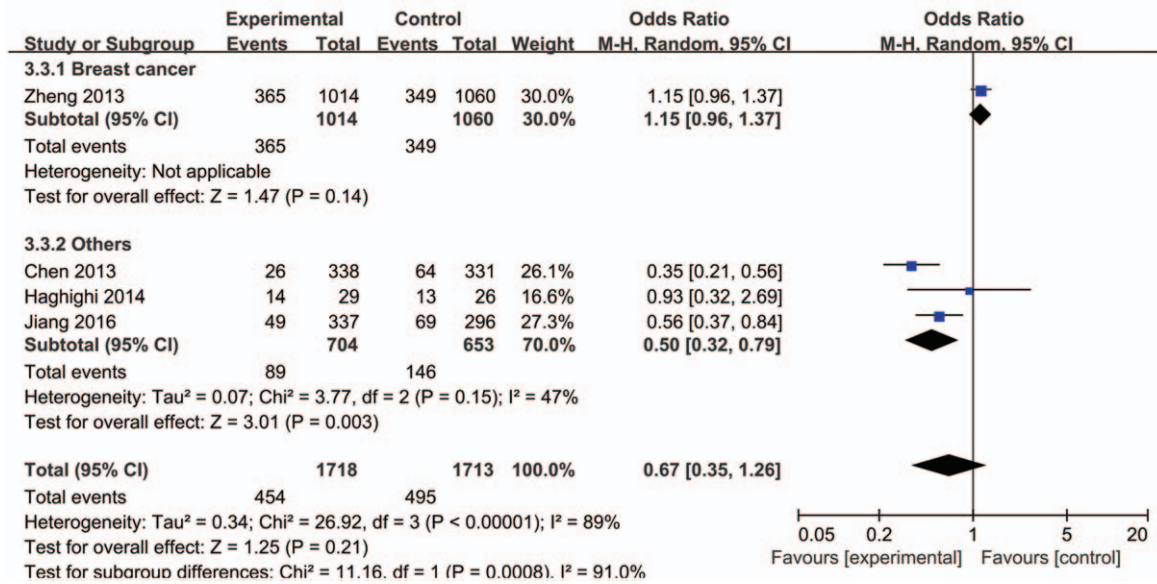 Experimental Control Odds Ratio Odds Ratio
Study or Subgroup Events Total Events Total Weight M-H, Random, 95% CI M-H, Random, 95% CI
3.3.1 Breast cancer
Zheng 2013 365 1014 349 1060 30.0% 1.15 [0.96, 1.37]
Subtotal (95% CI) 1014 1060 30.0% 1.15 [0.96, 1.37]
Total events 365 349
Heterogeneity: Not applicable
Test for overall effect: Z = 1.47 (P = 0.14)
3.3.2 Others
Chen 2013 26 338 64 331 26.1% 0.35 [0.21, 0.56]
Haghighi 2014 14 29 13 26 16.6% 0.93 [0.32, 2.69]
Jiang 2016 49 337 69 296 27.3% 0.56 [0.37, 0.84]
Subtotal (95% CI) 704 653 70.0% 0.50 [0.32, 0.79]
Total events 89 146
Heterogeneity: Tau² = 0.07; Chi² = 3.77, df = 2 (P = 0.15); I² = 47%
Test for overall effect: Z = 3.01 (P = 0.003)
Total (95% CI) 1718 1713 100.0% 0.67 [0.35, 1.26]
Total events 454 495
Heterogeneity: Tau² = 0.34; Chi² = 26.92, df = 3 (P < 0.00001); I² = 89%
Test for overall effect: Z = 1.25 (P = 0.21)
Test for subgroup differences: Chi² = 11.16, df = 1 (P = 0.0008), I² = 91.0%
0.05 0.2 1 5 20
Favours [experimental] Favours [control]